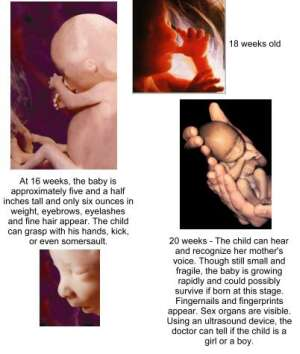 18 weeks old
At 16 weeks, the baby is
approximately five and a half
inches tall and only six ounces in
weight, eyebrows, eyelashes
and fine hair appear. The child
can grasp with his hands, kick,
or even somersault.
20 weeks - The child can hear
and recognize her mother's
voice. Though still small and
fragile, the baby is growing
rapidly and could possibly
survive if born at this stage.
Fingernails and fingerprints
appear. Sex organs are visible.
Using an ultrasound device, the
doctor can tell if the child is a
girl or a boy.